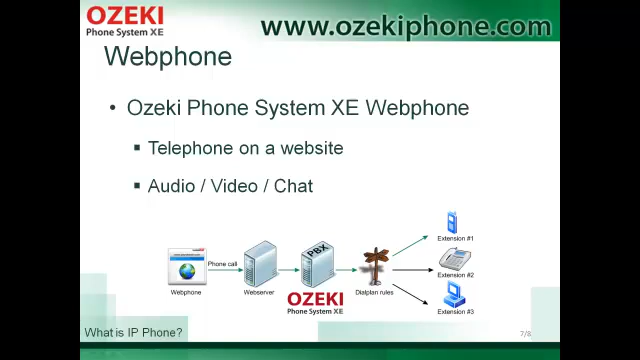 OZEKI
Phone System XE
www.ozekiphone.com
Webphone
• Ozeki Phone System XE Webphone
▪ Telephone on a website
▪ Audio / Video / Chat
PBX
Extension #1
Phone call
Extension #2
Webphone
Webserver
Dialplan rules
OZEKI
Phone System XE
Extension #3
What is IP Phone?
7/8